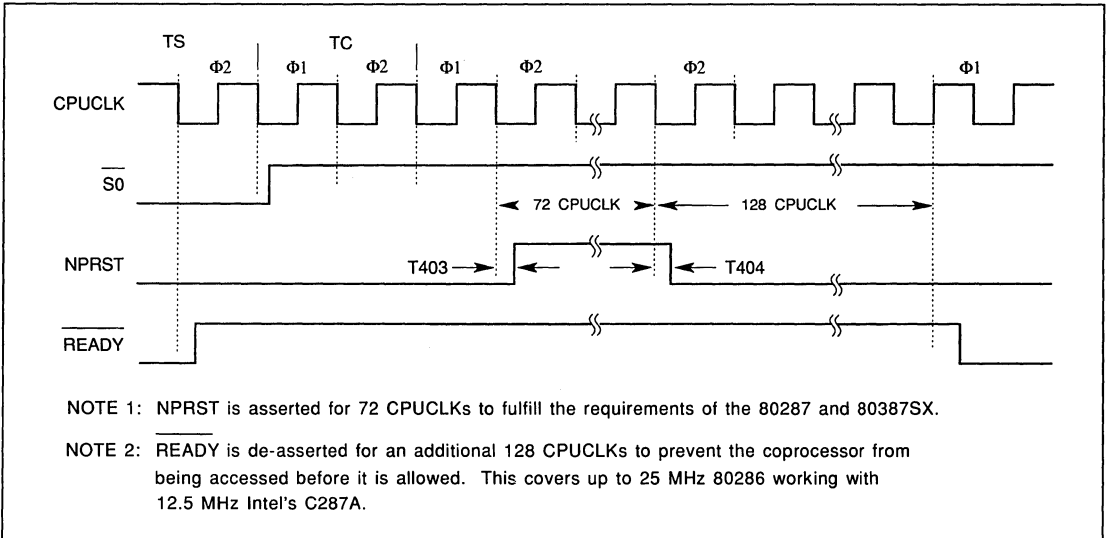 TS TC
Φ2 Φ1 Φ2 Φ1 Φ2 Φ2 Φ1
CPUCLK
S0
72 CPUCLK 128 CPUCLK
NPRST
T403 T404
READY
NOTE 1: NPRST is asserted for 72 CPUCLKs to fulfill the requirements of the 80287 and 80387SX.
NOTE 2: READY is de-asserted for an additional 128 CPUCLKs to prevent the coprocessor from
being accessed before it is allowed. This covers up to 25 MHz 80286 working with
12.5 MHz Intel's C287A.